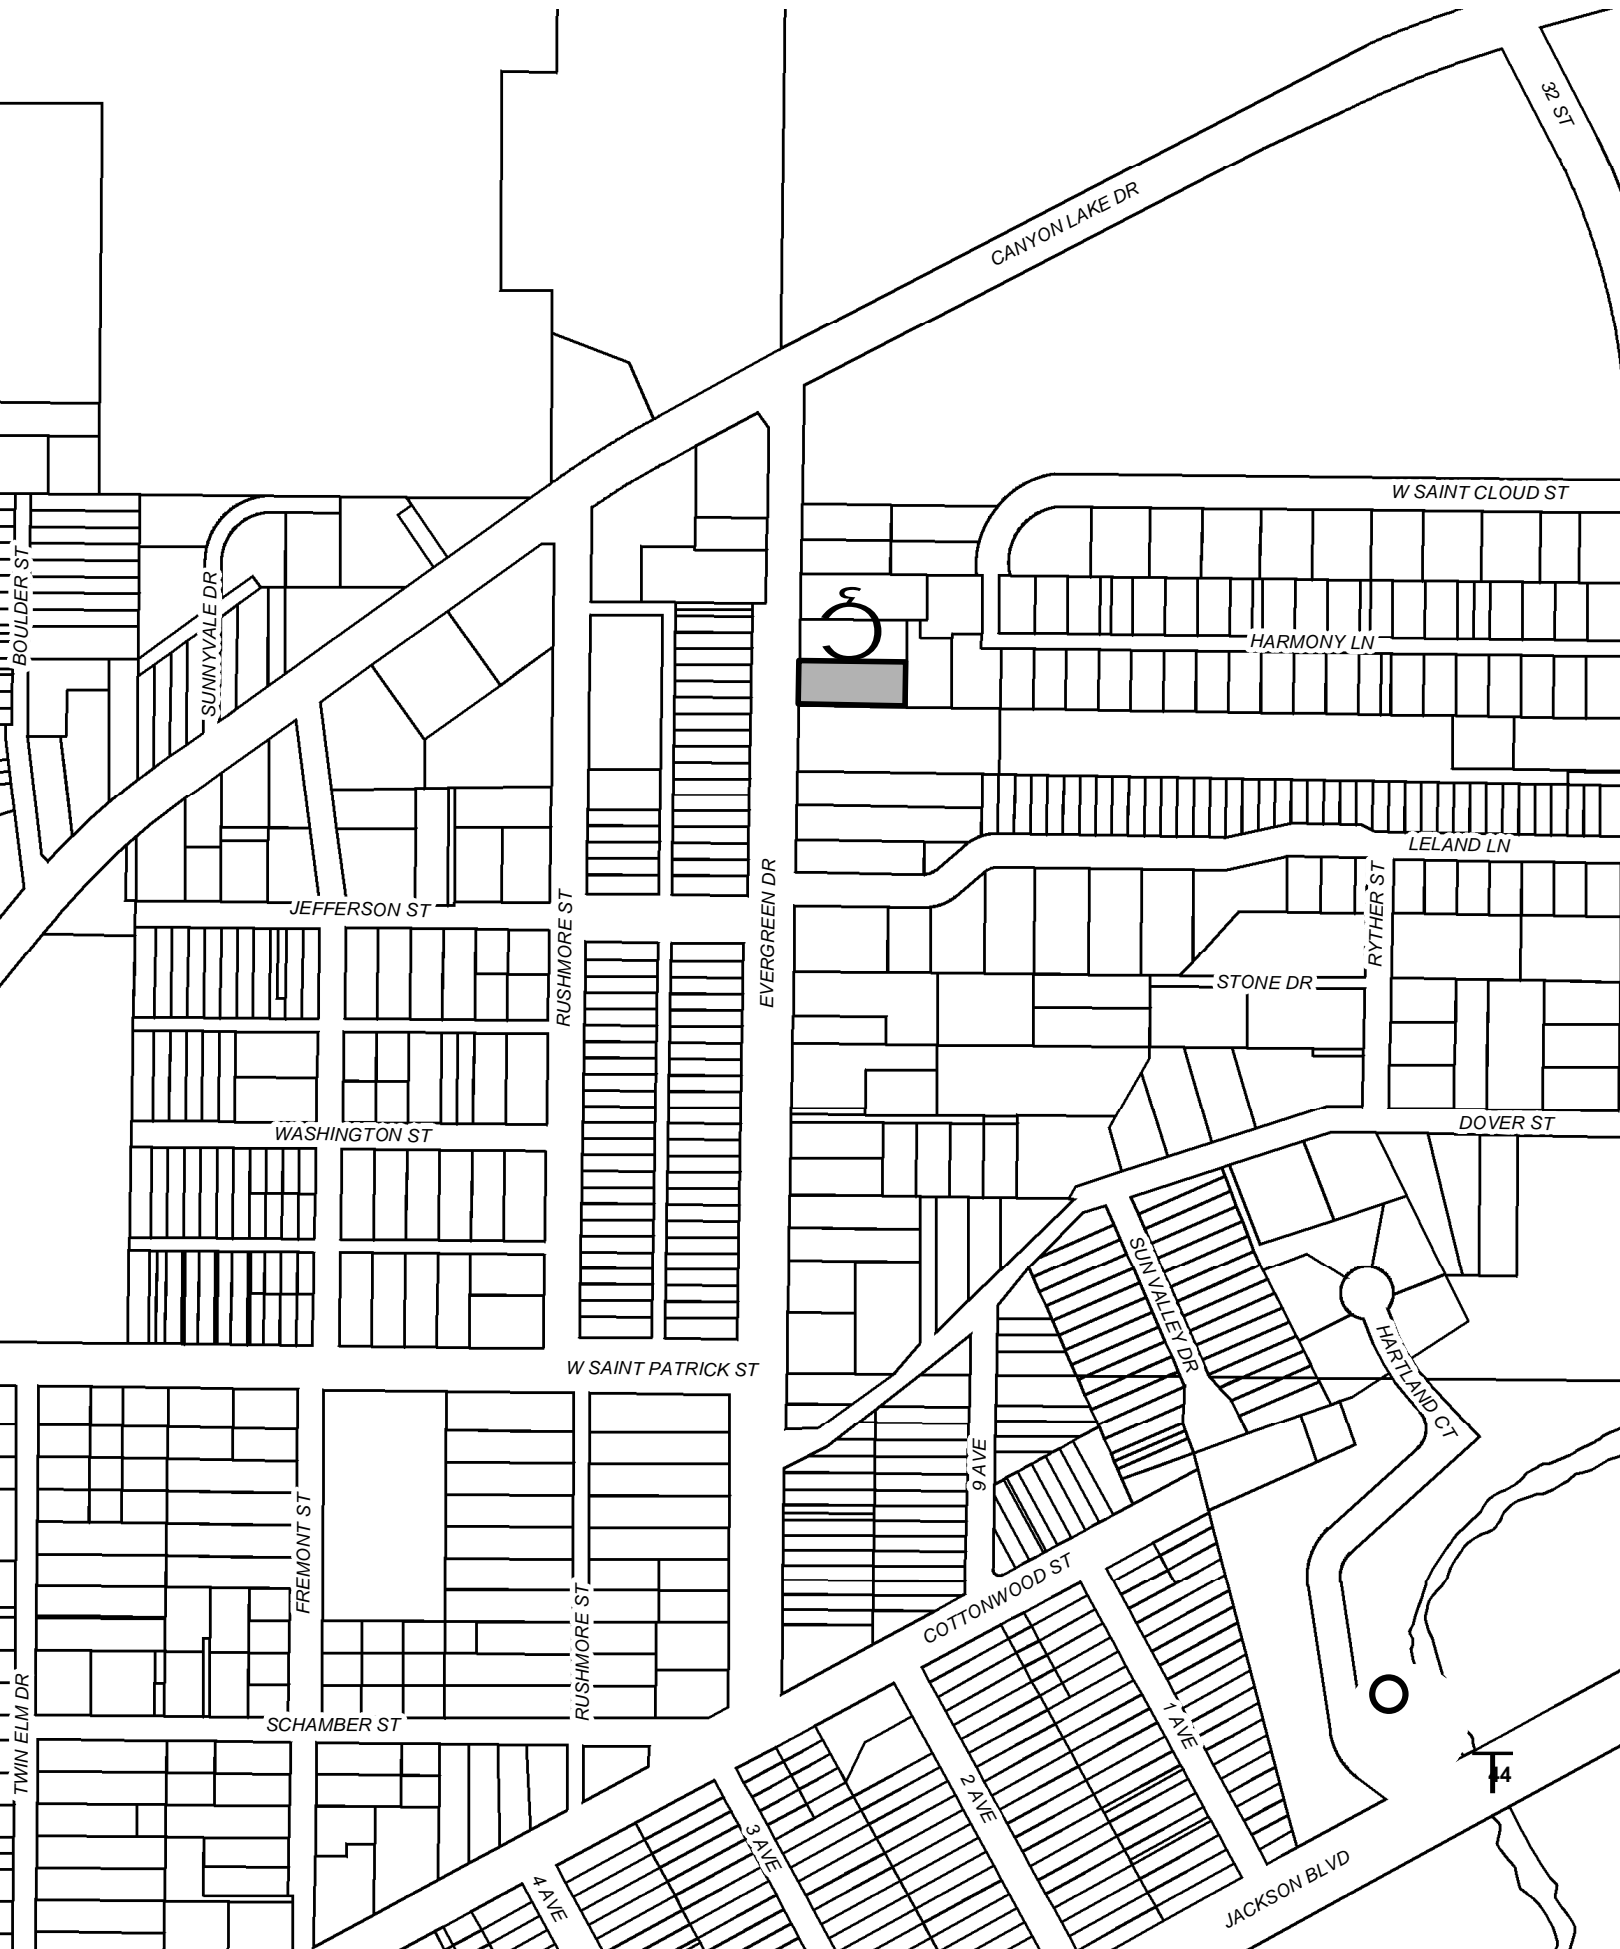 32 ST
CANYON LAKE DR
W SAINT CLOUD ST
BOULDER ST
SUNNYVALE DR
HARMONY LN
LELAND LN
RYTHER ST
JEFFERSON ST
RUSHMORE ST
EVERGREEN DR
STONE DR
WASHINGTON ST
DOVER ST
SUN VALLEY DR
W SAINT PATRICK ST
HARTLAND CT
9 AVE
FREMONT ST
COTTONWOOD ST
RUSHMORE ST
TWIN ELM DR
SCHAMBER ST
1 AVE
44
2 AVE
3 AVE
4 AVE
JACKSON BLVD